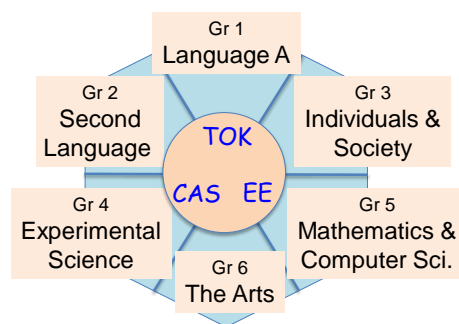 Gr 1
Language A
Gr 2
Second
Language
Gr 3
Individuals &
Society
TOK
CAS EE
Gr 4
Experimental
Science
Gr 5
Mathematics &
Computer Sci.
Gr 6
The Arts